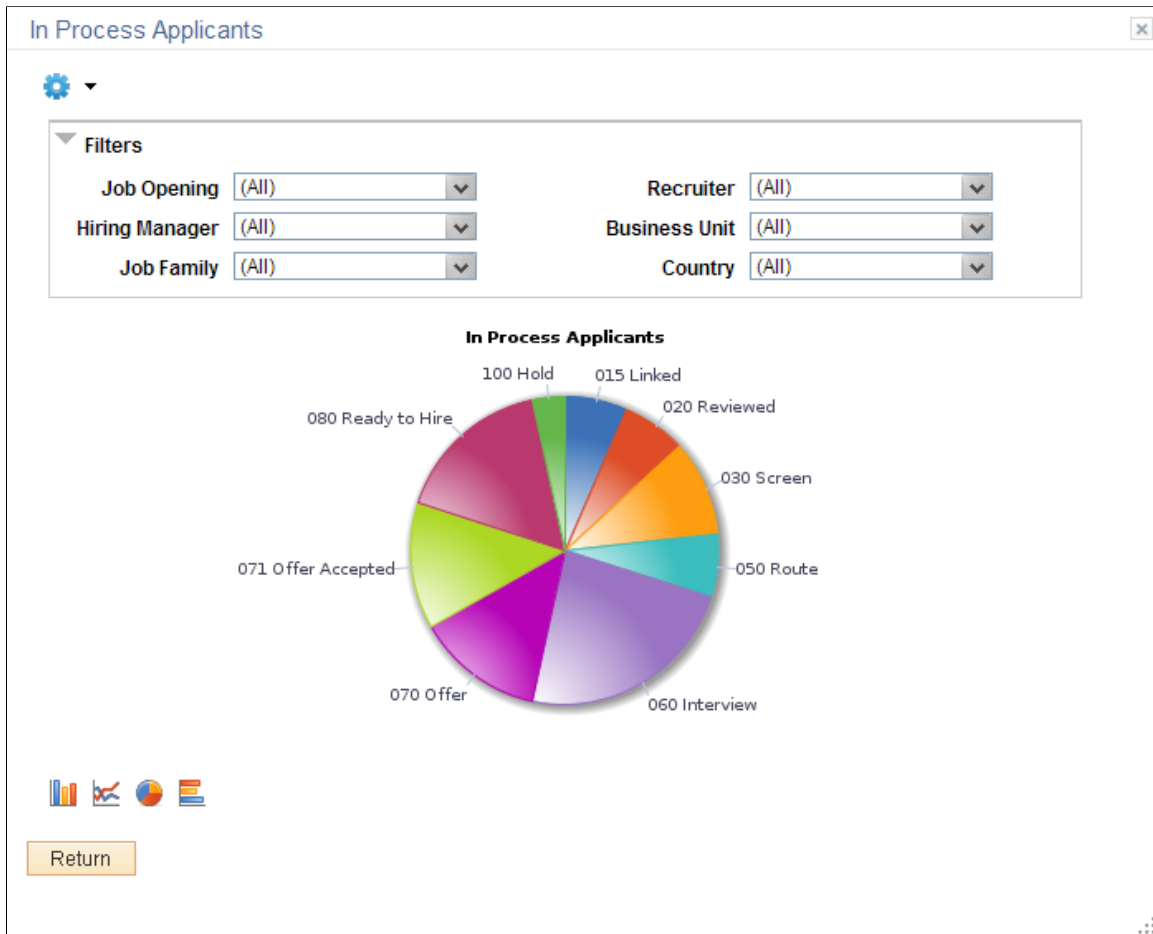 In Process Applicants
Filters
Job Opening (All) Recruiter (All)
Hiring Manager (All) Business Unit (All)
Job Family (All) Country (All)
In Process Applicants
100 Hold 015 Linked
020 Reviewed
080 Ready to Hire
030 Screen
071 Offer Accepted 050 Route
070 Offer
060 Interview
Return